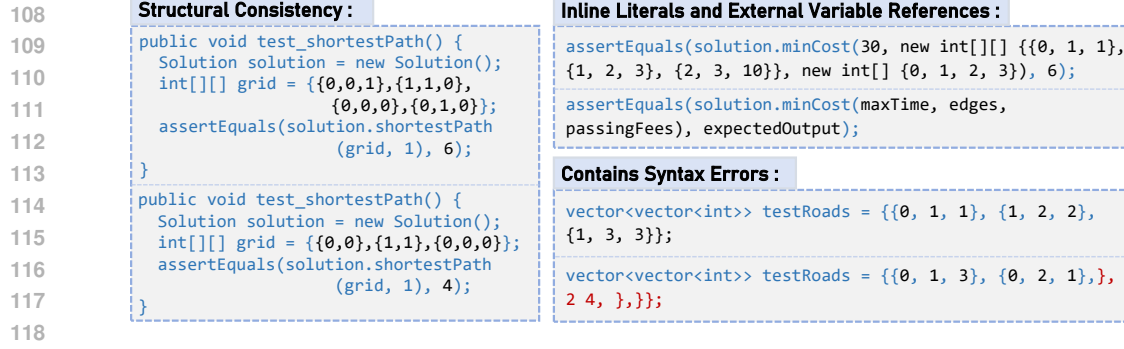 108
109
110
111
112
113
114
115
116
117
118
Structural Consistency :
public void test_shortestPath() {
Solution solution = new Solution();
int[][] grid = {{0,0,1},{1,1,0},
{0,0,0},{0,1,0}};
assertEquals(solution.shortestPath
(grid, 1), 6);
}
public void test_shortestPath() {
Solution solution = new Solution();
int[][] grid = {{0,0},{1,1},{0,0,0}};
assertEquals(solution.shortestPath
(grid, 1), 4);
}
Inline Literals and External Variable References :
assertEquals(solution.minCost(30, new int[][] {{0, 1, 1},
{1, 2, 3}, {2, 3, 10}}, new int[] {0, 1, 2, 3}), 6);
assertEquals(solution.minCost(maxTime, edges,
passingFees), expectedOutput);
Contains Syntax Errors :
vector<vector<int>> testRoads = {{0, 1, 1}, {1, 2, 2},
{1, 3, 3}};
vector<vector<int>> testRoads = {{0, 1, 3}, {0, 2, 1},},
2 4, },}};